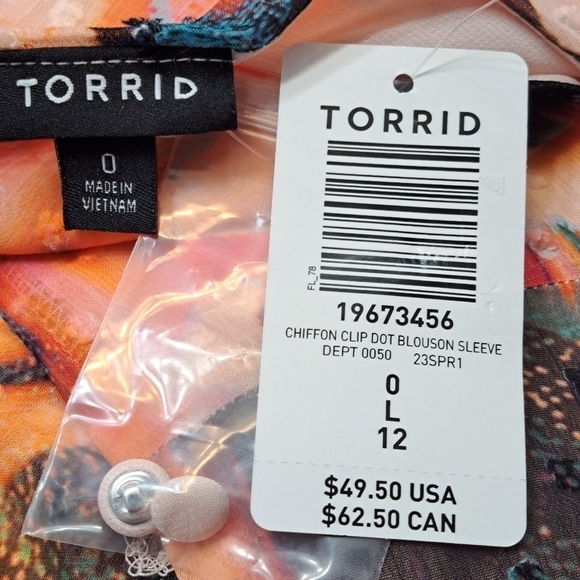 TORRID
0
MADE IN
VIETNAM
TORRID
FL_78
19673456
CHIFFON CLIP DOT BLOUSON SLEEVE
DEPT 0050 23SPR1
0
L
12
$49.50 USA
$62.50 CAN